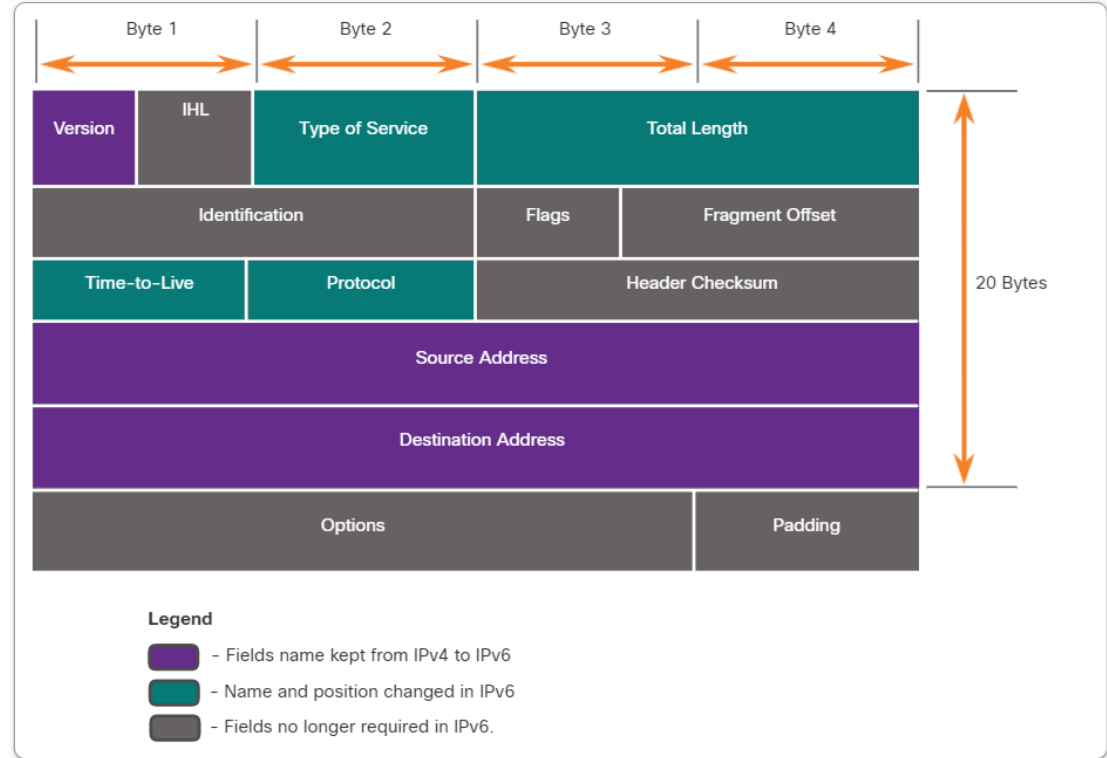 Byte 1 Byte 2 Byte 3 Byte 4
Version IHL Type of Service Total Length
Identification Flags Fragment Offset
Time-to-Live Protocol Header Checksum
20 Bytes
Source Address
Destination Address
Options Padding
Legend
- Fields name kept from IPv4 to IPv6
- Name and position changed in IPv6
- Fields no longer required in IPv6.